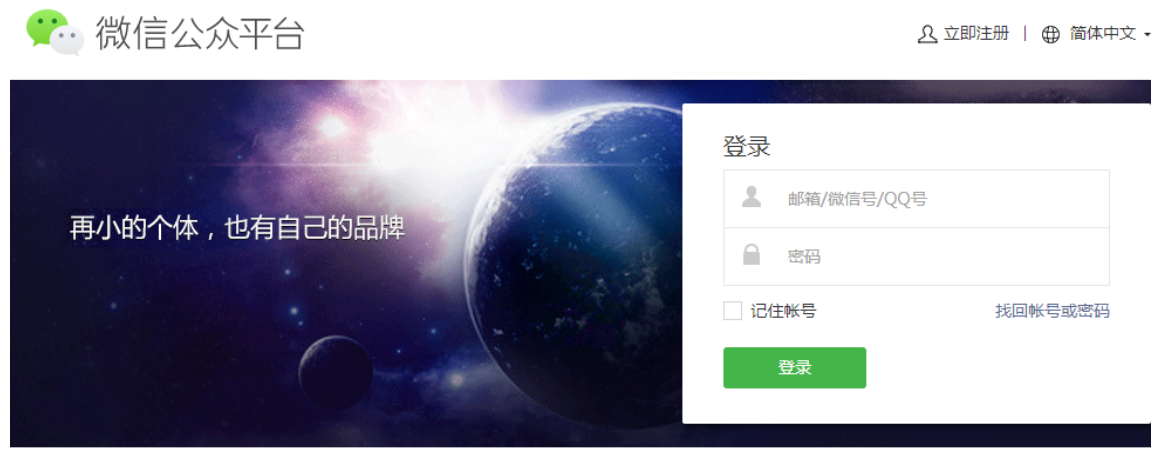 微信公众平台
立即注册 | 简体中文
再小的个体，也有自己的品牌
登录
邮箱/微信号/QQ号
密码
记住帐号 找回帐号或密码
登录